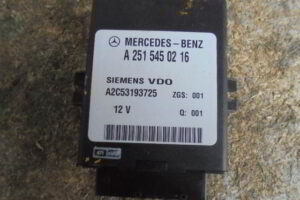 MERCEDES-BENZ
A 251 545 02 16
SIEMENS VDO
A2C53193725 ZGS: 001
12 V Q: 001